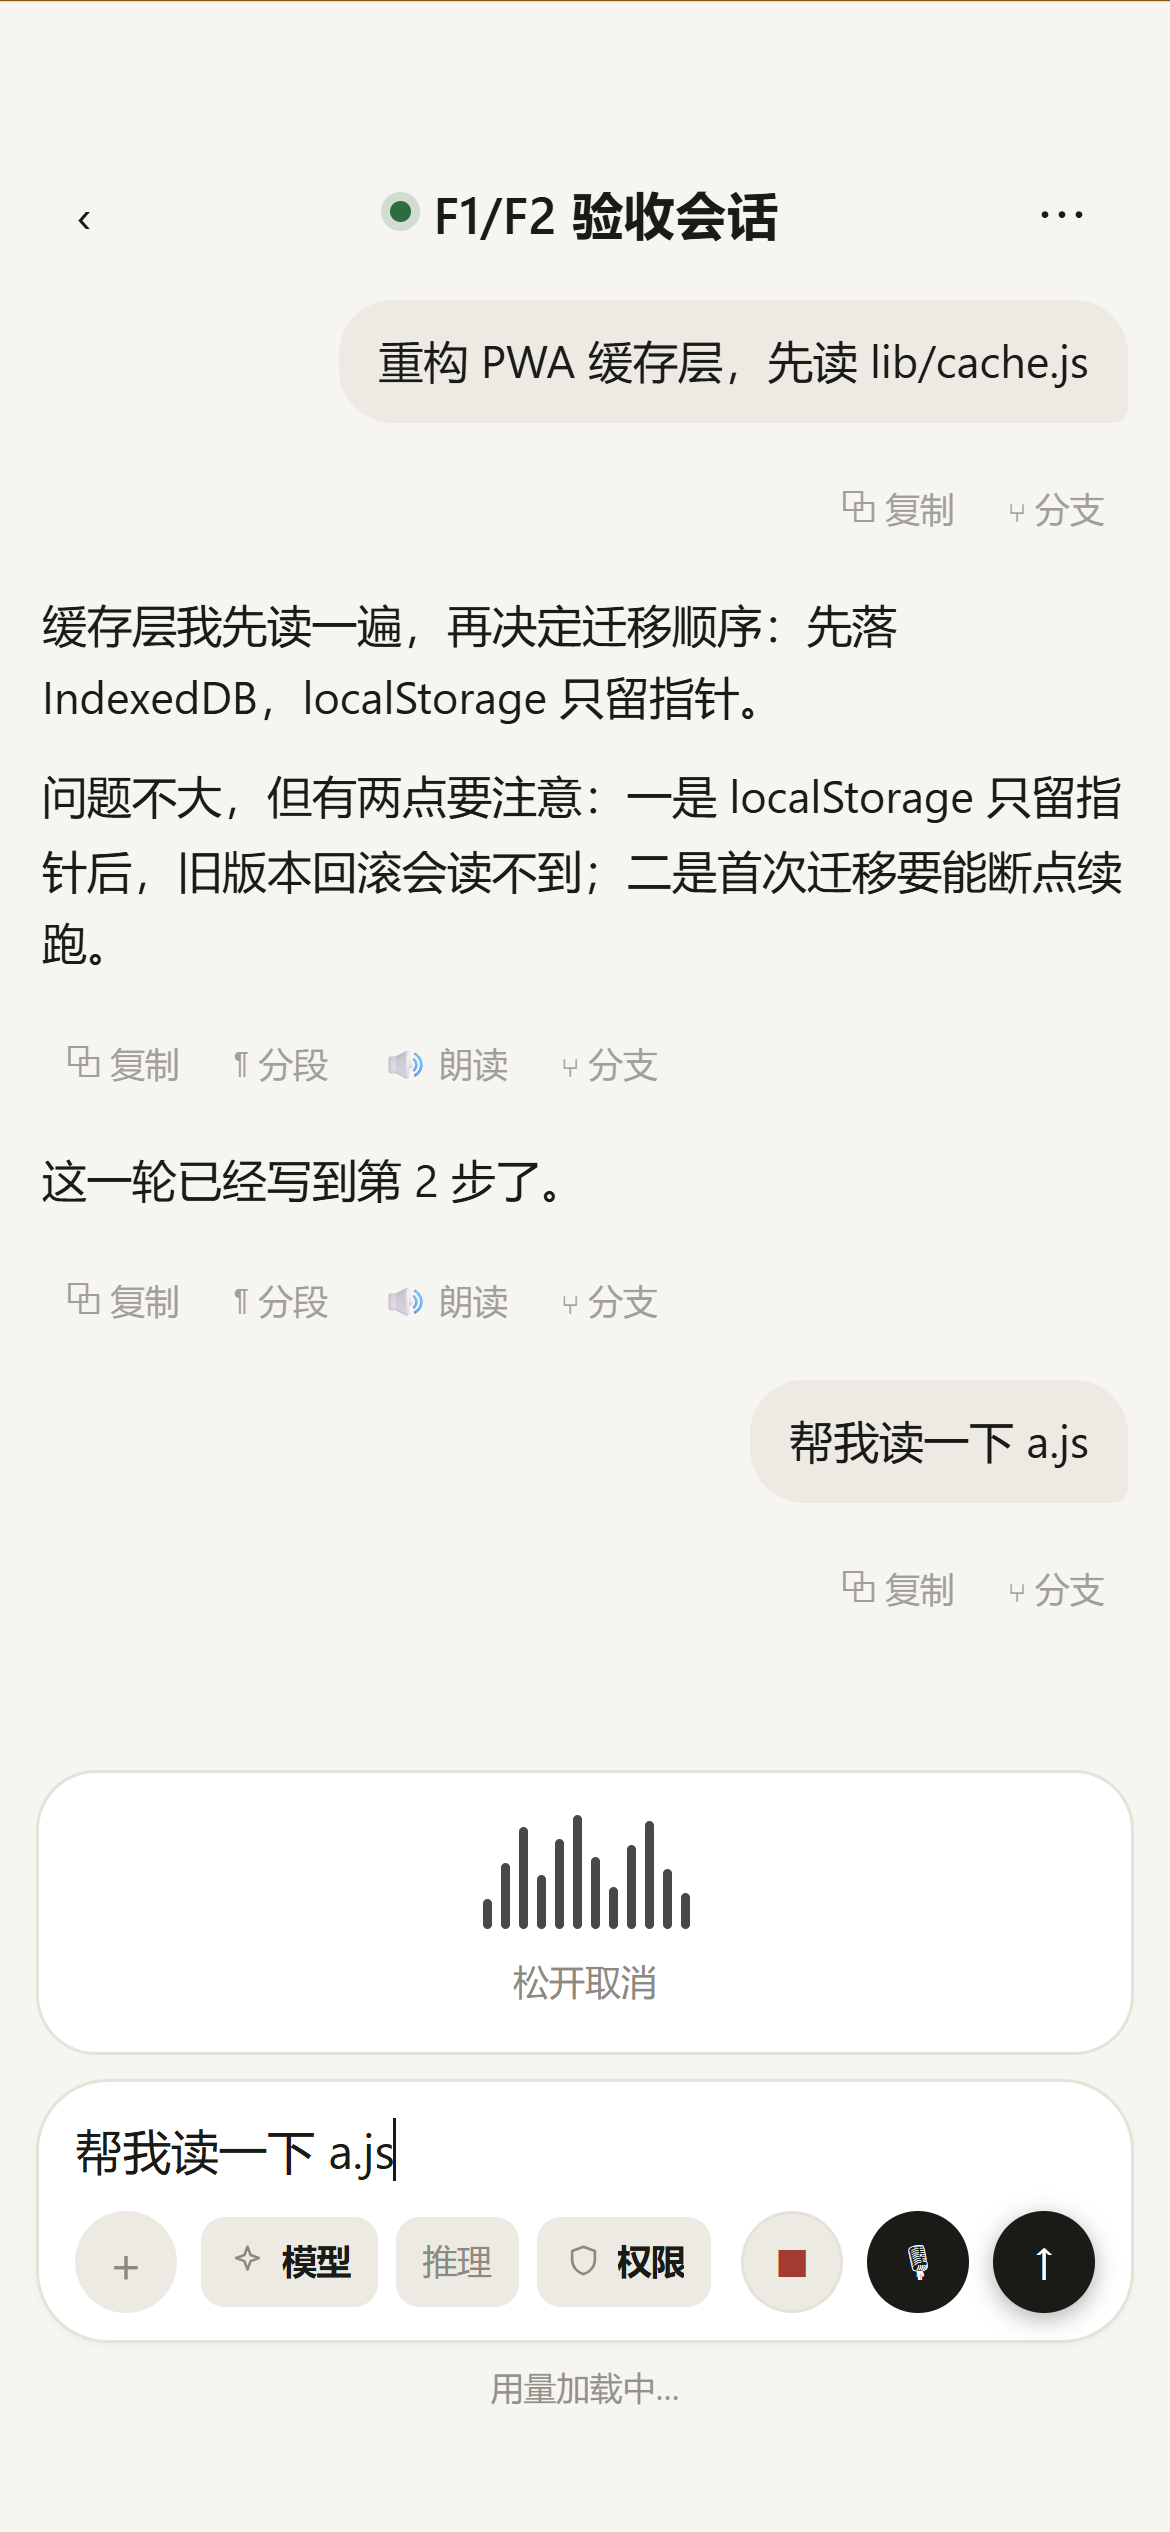 ‹
F1/F2 验收会话
···
重构 PWA 缓存层，先读 lib/cache.js
复制 分支
缓存层我先读一遍，再决定迁移顺序：先落
IndexedDB，localStorage 只留指针。
问题不大，但有两点要注意：一是 localStorage 只留指
针后，旧版本回滚会读不到；二是首次迁移要能断点续
跑。
复制 ¶ 分段 朗读 分支
这一轮已经写到第 2 步了。
复制 ¶ 分段 朗读 分支
帮我读一下 a.js
复制 分支
松开取消
帮我读一下 a.js
+ 模型 推理 权限 ↑
用量加载中...